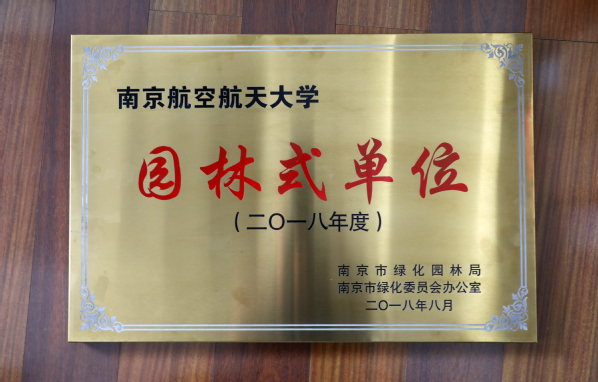 南京航空航天大学
园林式单位
（二〇一八年度）
南京市绿化园林局
南京市绿化委员会办公室
二〇一八年八月